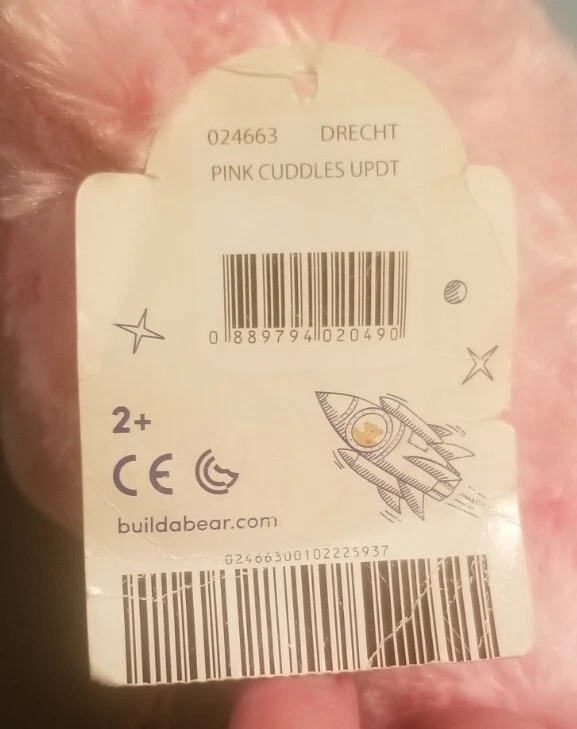 024663 DRECHT
PINK CUDDLES UPDT
0 889794 020490
2+
CE
buildabear.com
02466300102225937